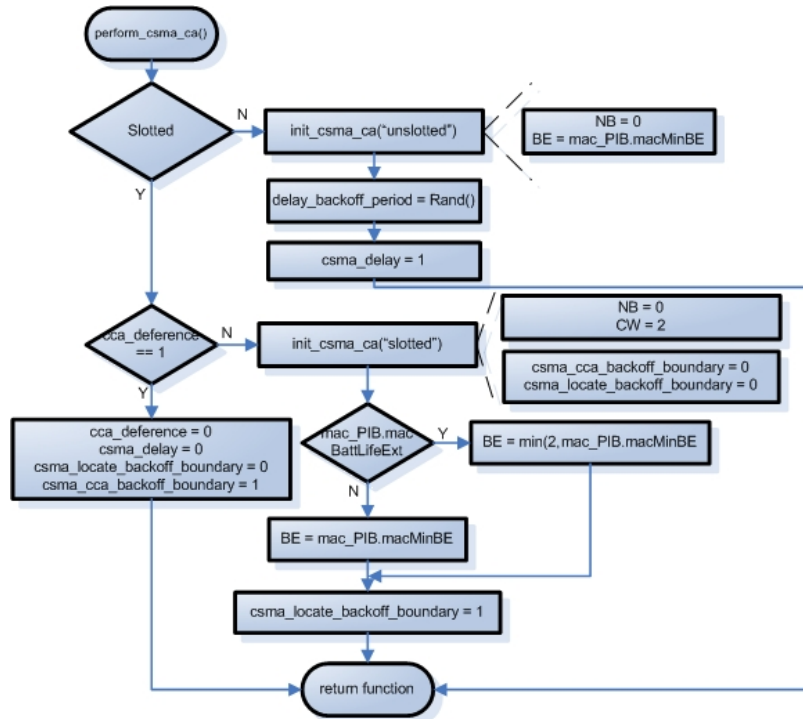 perform_csma_ca()
Slotted
N
init_csma_ca("unslotted")
NB = 0
BE = mac_PIB.macMinBE
Y
delay_backoff_period = Rand()
csma_delay = 1
cca_deference
== 1
N
init_csma_ca("slotted")
NB = 0
CW = 2
csma_cca_backoff_boundary = 0
csma_locate_backoff_boundary = 0
Y
cca_deference = 0
csma_delay = 0
csma_locate_backoff_boundary = 0
csma_cca_backoff_boundary = 1
mac_PIB.mac
BattLifeExt
Y
BE = min(2, mac_PIB.macMinBE
N
BE = mac_PIB.macMinBE
csma_locate_backoff_boundary = 1
return function